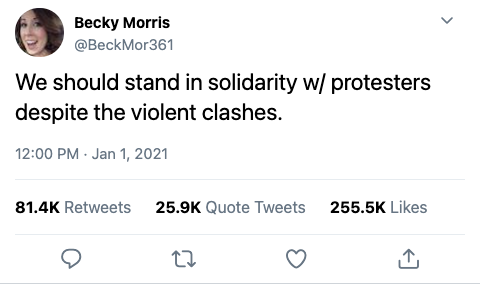 Becky Morris
@BeckMor361
We should stand in solidarity w/ protesters
despite the violent clashes.
12:00 PM · Jan 1, 2021
81.4K Retweets 25.9K Quote Tweets 255.5K Likes